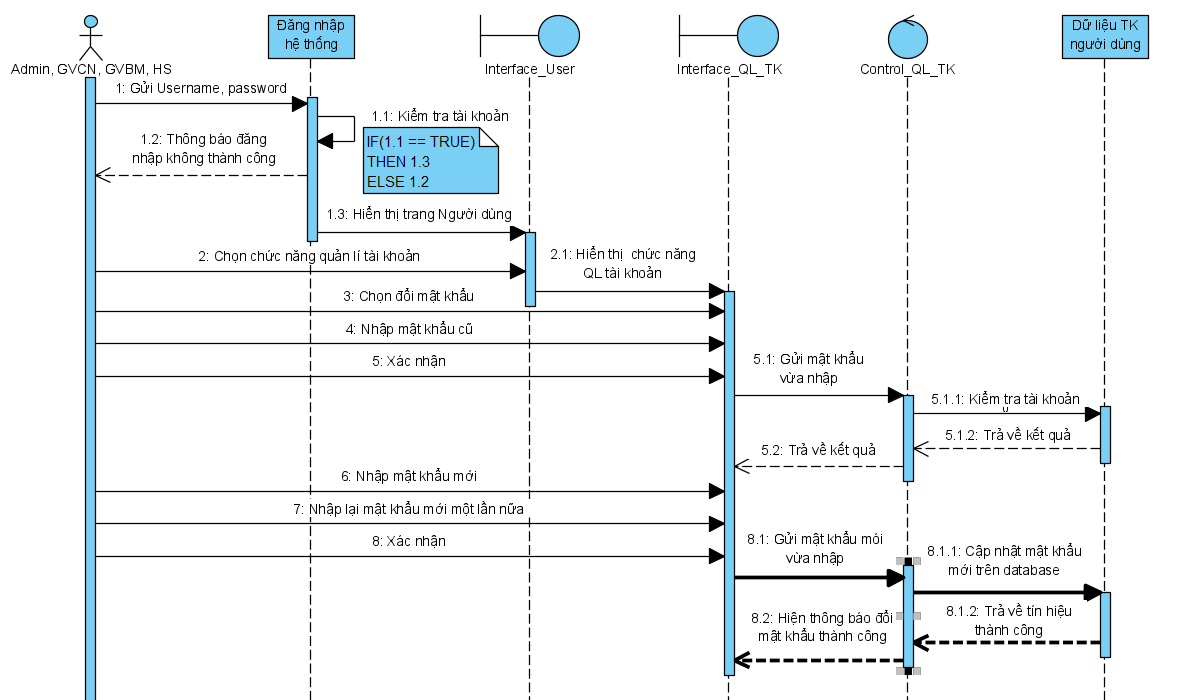 Đăng nhập
hệ thống
Dữ liệu TK
người dùng
Admin, GVCN, GVBM, HS
Interface_User
Interface_QL_TK
Control_QL_TK
1: Gửi Username, password
1.1: Kiểm tra tài khoản
1.2: Thông báo đăng
nhập không thành công
IF(1.1 == TRUE)
THEN 1.3
ELSE 1.2
1.3: Hiển thị trang Người dùng
2: Chọn chức năng quản lí tài khoản
2.1: Hiển thị chức năng
QL tài khoản
3: Chọn đổi mật khẩu
4: Nhập mật khẩu cũ
5: Xác nhận
5.1: Gửi mật khẩu
vừa nhập
5.1.1: Kiểm tra tài khoản
5.1.2: Trả về kết quả
5.2: Trả về kết quả
6: Nhập mật khẩu mới
7: Nhập lại mật khẩu mới một lần nữa
8: Xác nhận
8.1: Gửi mật khẩu mói
vừa nhập
8.1.1: Cập nhật mật khẩu
mới trên database
8.1.2: Trả về tín hiệu
thành công
8.2: Hiện thông báo đổi
mật khẩu thành công